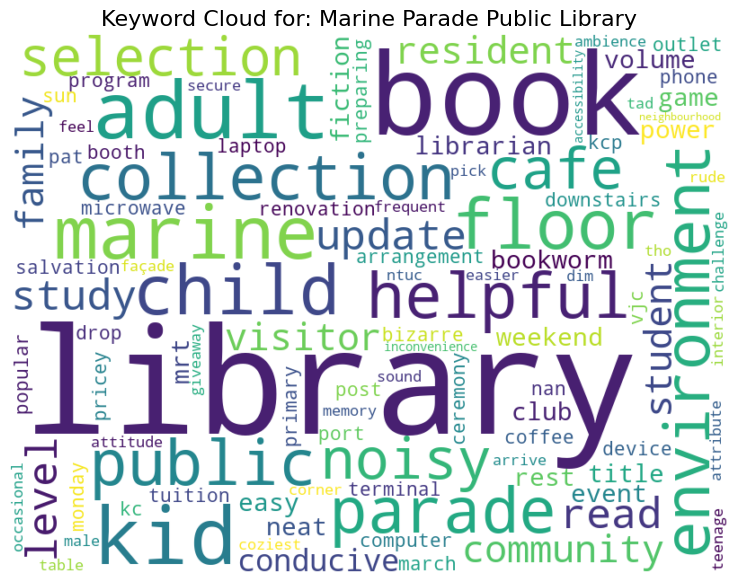 Keyword Cloud for: Marine Parade Public Library
selection
program
sun
secure
feel
adult
fiction
preparing
book
resident
ambience
outlet
accessibility
volume
phone
tad
game
neighbourhood
power
family
pat
booth
laptop
librarian
kcp
collection
pick
cafe
rude
microwave
renovation
frequent
downstairs
marine
update
floor
environment
arrangement
bookworm
tho
salvation
façade
ntuc
easier
dim
study
child
helpful
vjc
student
challenge
interior
drop
giveaway
visitor
bizarre
weekend
inconvenience
popular
pricey
mrt
library
sound
primary
post
memory
ceremony
nan
club
attitude
port
coffee
device
attribute
level
public
noisy
arrive
rest
title
occasional
monday
tuition
corner
terminal
event
kc
kid
easy
parade
read
neat
male
coziest
computer
community
table
conducive
march
teenage